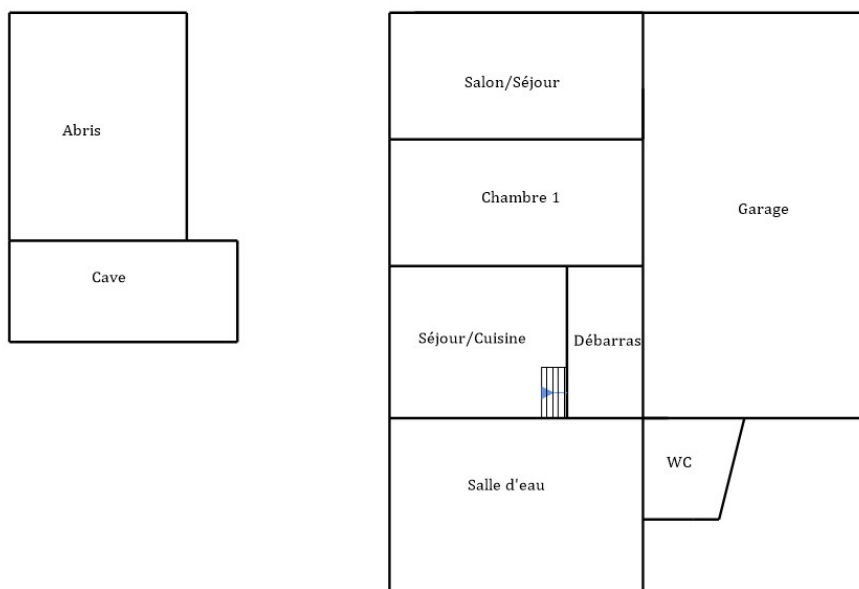 Salon/Séjour
Abris
Chambre 1
Garage
Cave
Séjour/Cuisine
Débarras
WC
Salle d'eau